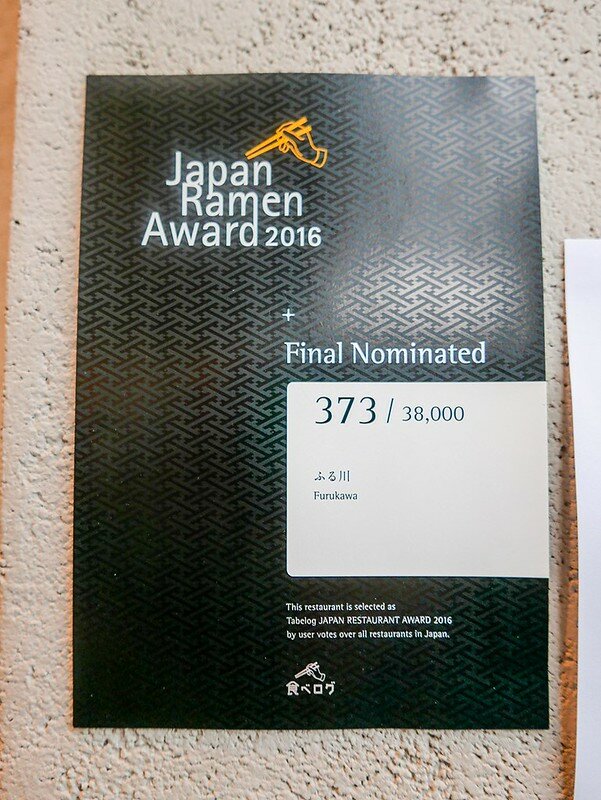 Japan
Ramen
Award 2016
+
Final Nominated
373 / 38,000
ふる川
Furukawa
This restaurant is selected as
Tabelog JAPAN RESTAURANT AWARD 2016
by user votes over all restaurants in Japan.
食べログ